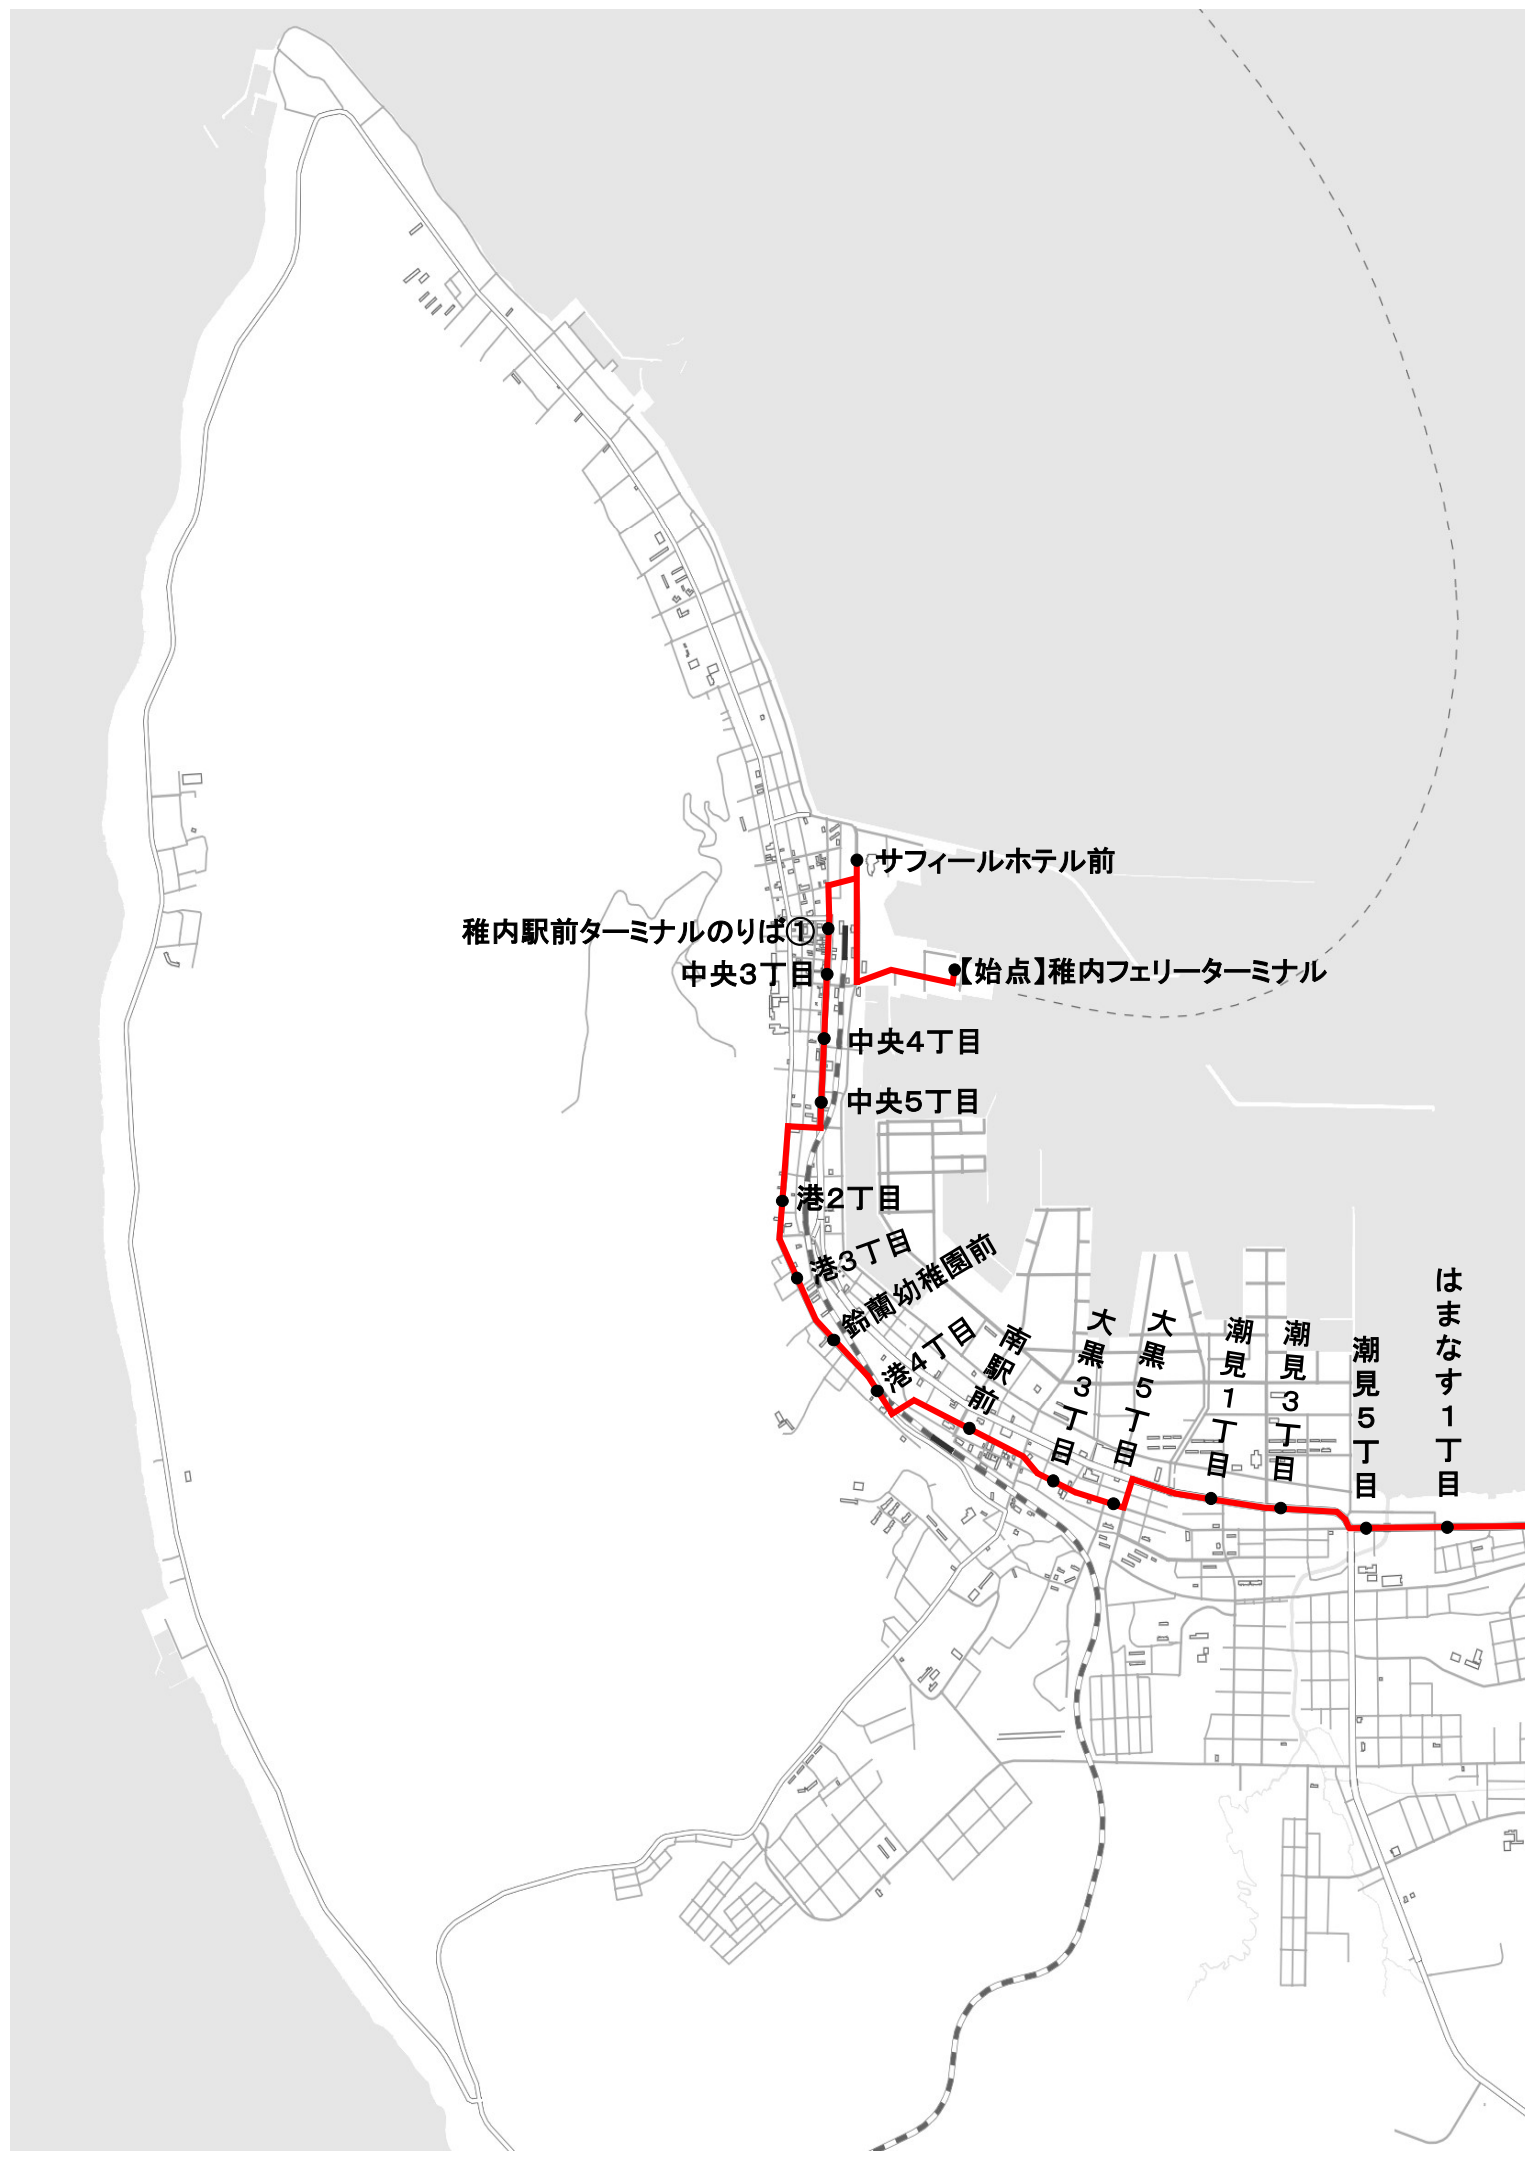 サフィールホテル前
稚内駅前ターミナルのりば①
【始点】稚内フェリーターミナル
中央3丁目
中央4丁目
中央5丁目
港2丁目
港3丁目
鈴蘭幼稚園前
港4丁目
南駅前
大黒3丁目
大黒5丁目
潮見1丁目
潮見3丁目
潮見5丁目
はまなす1丁目